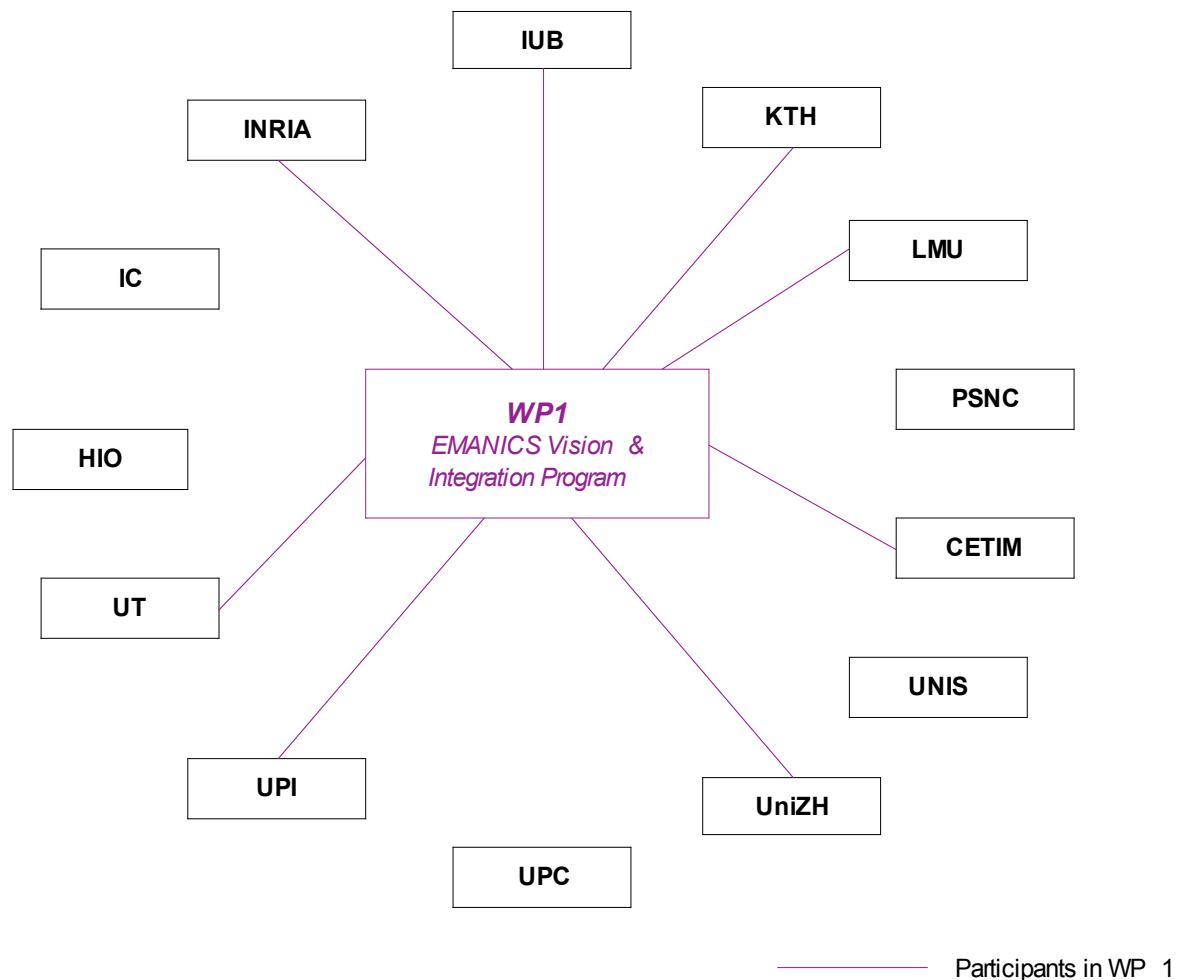 IUB
KTH
INRIA
LMU
IC
PSNC
WP1
EMANICS Vision &
Integration Program
HIO
CETIM
UT
UNIS
UPI
UniZH
UPC
Participants in WP 1